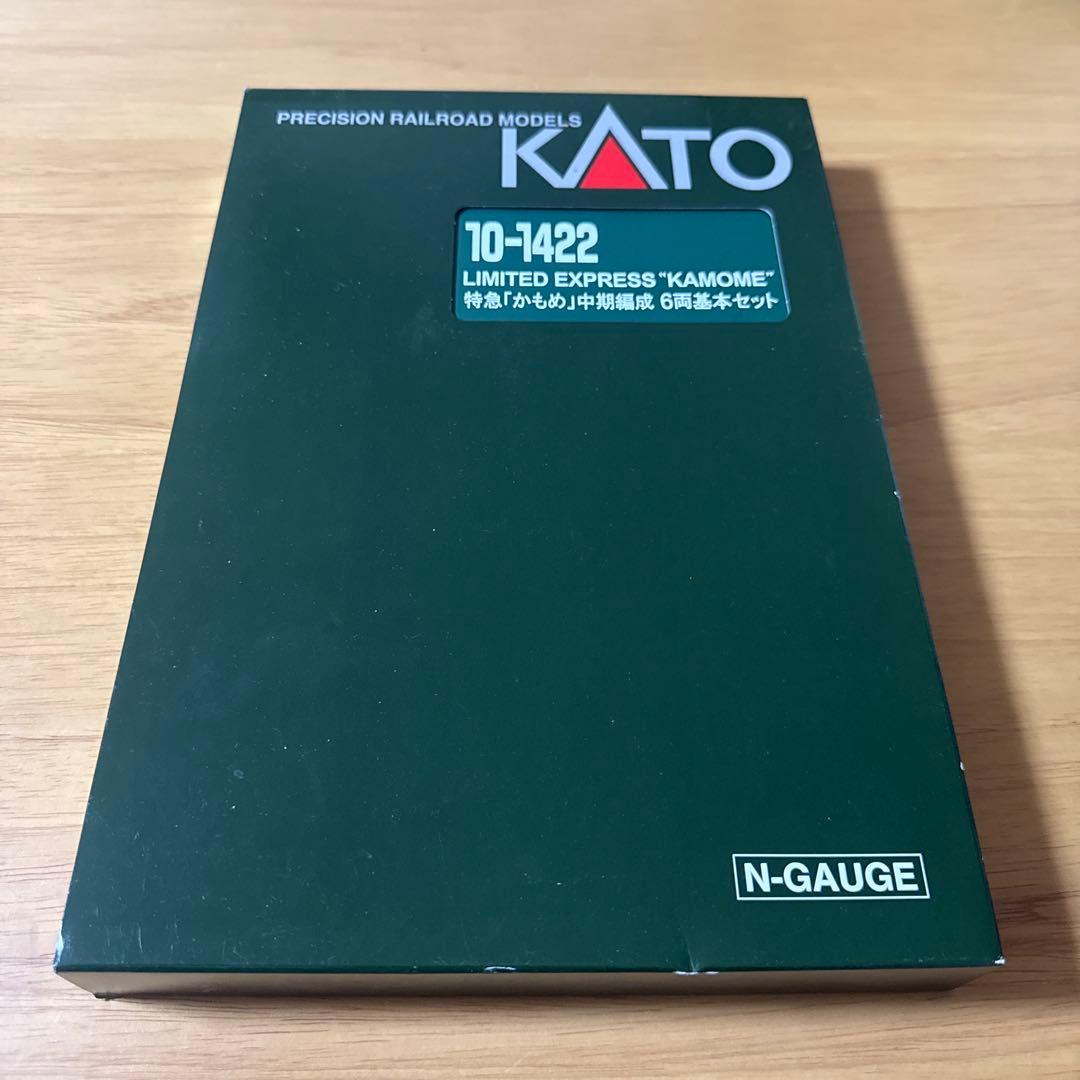 PRECISION RAILROAD MODELS
KATO
10-1422
LIMITED EXPRESS "KAMOME"
特急「かもめ」中期編成 6両基本セット
N-GAUGE